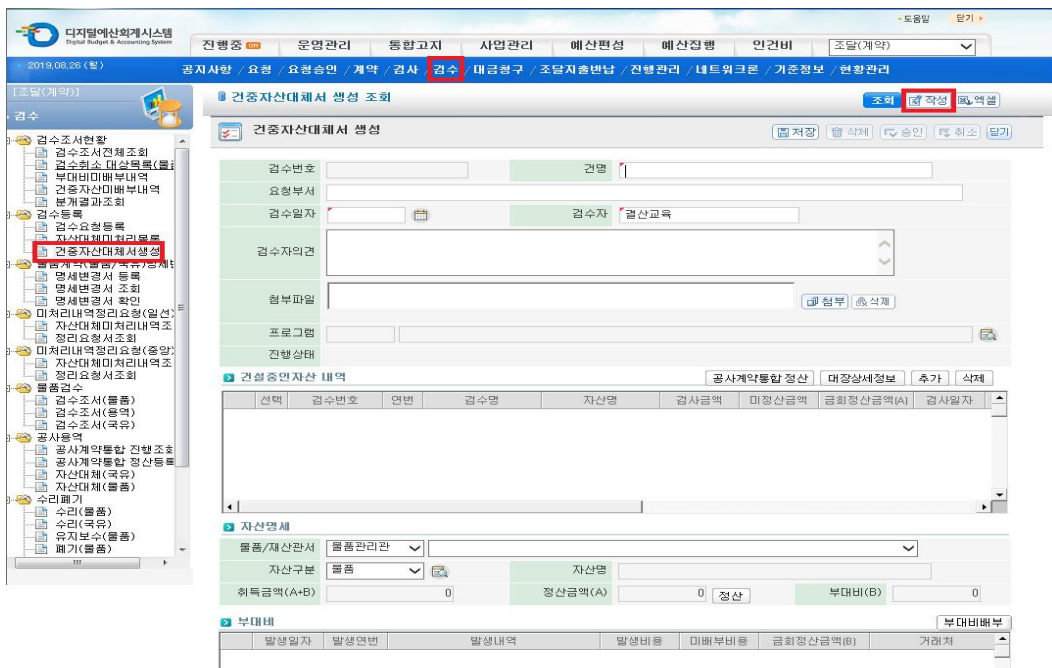 도움말 닫기
디지털예산회계시스템
Digital Budget & Accounting System
진행중 ON 운영관리 통합고지 사업관리 예산편성 예산집행 인건비 조달(계약)
2019.08.26 (월)
공지사항 / 요청 / 요청승인 / 계약 / 검사 / 검수 / 대금청구 / 조달지출반납 / 진행관리 / 네트워크론 / 기준정보 / 현황관리
[조달(계약)]
검수
건중자산대체서 생성 조회 조회 작성 엑셀
건중자산대체서 생성 저장 삭제 승인 취소 닫기
검수조서현황
검수조서전체조회
검수취소 대상목록(물품
부대비미배부내역
건중자산미배부내역
분개결과조회
검수등록
검수요청등록
자산대체미처리목록
건중자산대체서생성
물품계약(물품/국유)명세변
명세변경서 등록
명세변경서 조회
명세변경서 확인
미처리내역정리요청(일선)
자산대체미처리내역조
정리요청서조회
미처리내역정리요청(중앙)
자산대체미처리내역조
정리요청서조회
물품검수
검수조서(물품)
검수조서(용역)
검수조서(국유)
공사용역
공사계약통합 진행조회
공사계약통합 정산등록
자산대체(국유)
자산대체(물품)
수리폐기
수리(물품)
수리(국유)
유지보수(물품)
폐기(물품)
검수번호 건명
요청부서
검수일자 검수자 결산교육
검수자의견
첨부파일 첨부 삭제
프로그램
진행상태
건설중인자산 내역 공사계약통합 정산 대장상세정보 추가 삭제
선택 검수번호 연번 검수명 자산명 검사금액 미정산금액 금회정산금액(A) 검사일자
자산명세
물품/재산관서 물품관리관
자산구분 물품 자산명
취득금액(A+B) 0 정산금액(A) 0 정산 부대비(B) 0
부대비 부대비배부
발생일자 발생연번 발생내역 발생비용 미배부비용 금회정산금액(B) 거래처